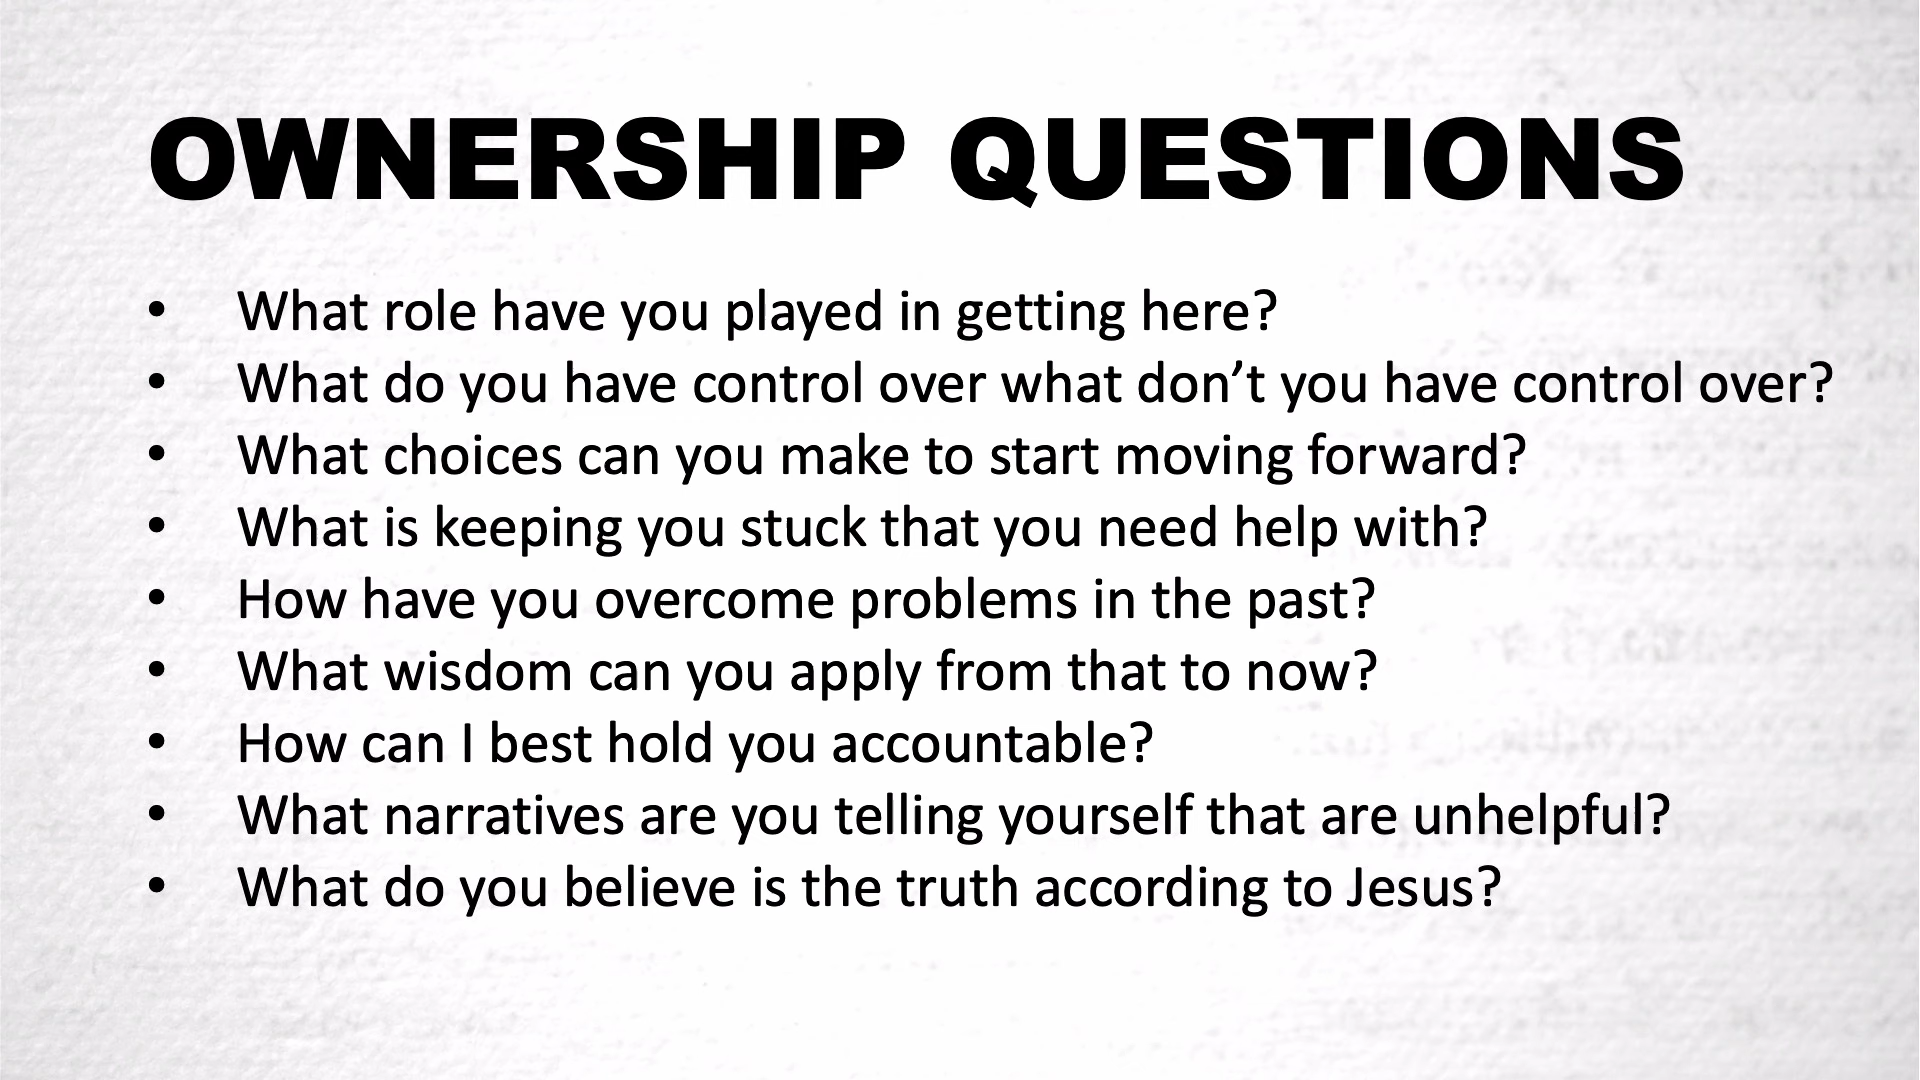 OWNERSHIP QUESTIONS
• What role have you played in getting here?
• What do you have control over what don’t you have control over?
• What choices can you make to start moving forward?
• What is keeping you stuck that you need help with?
• How have you overcome problems in the past?
• What wisdom can you apply from that to now?
• How can I best hold you accountable?
• What narratives are you telling yourself that are unhelpful?
• What do you believe is the truth according to Jesus?